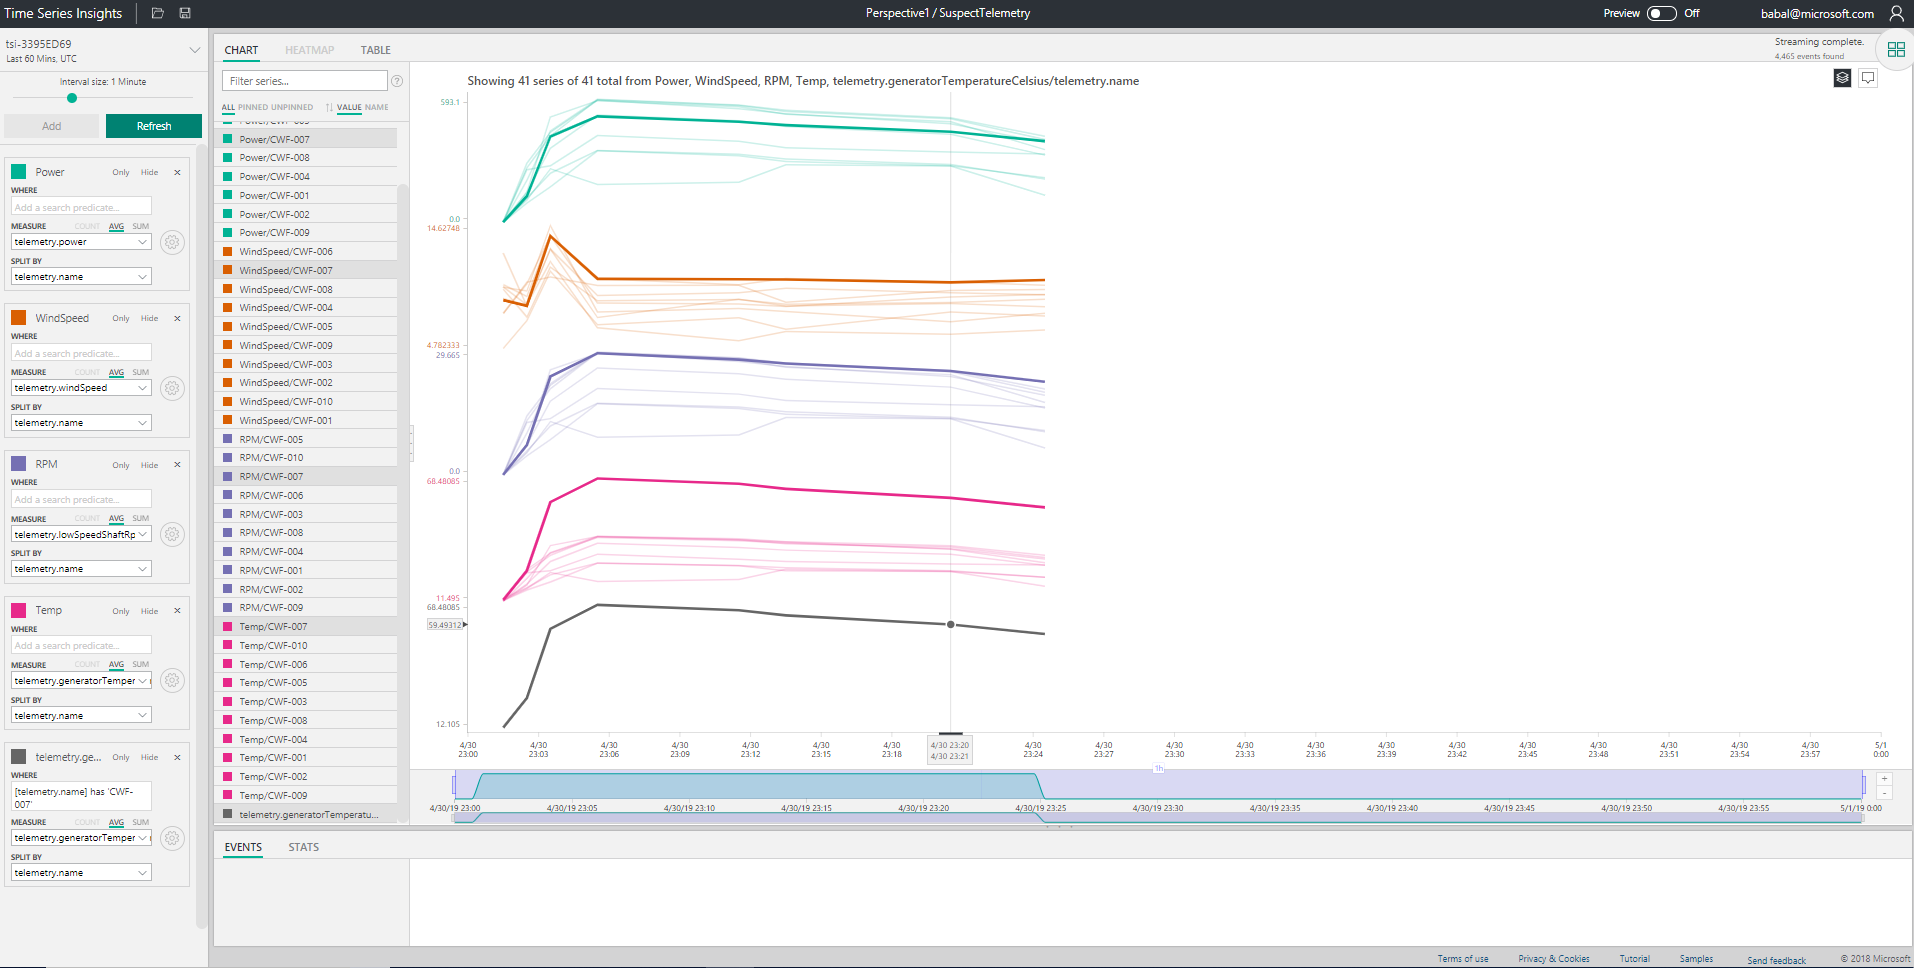 Time Series Insights
Perspective1 / SuspectTelemetry
Preview Off
babal@microsoft.com
tsi-3395ED69
Last 60 Mins, UTC
Interval size: 1 Minute
Add Refresh
Power Only Hide ×
WHERE
Add a search predicate...
MEASURE COUNT AVG SUM
telemetry.power
SPLIT BY
telemetry.name
WindSpeed Only Hide ×
WHERE
Add a search predicate...
MEASURE COUNT AVG SUM
telemetry.windSpeed
SPLIT BY
telemetry.name
RPM Only Hide ×
WHERE
Add a search predicate...
MEASURE COUNT AVG SUM
telemetry.lowSpeedShaftRp
SPLIT BY
telemetry.name
Temp Only Hide ×
WHERE
Add a search predicate...
MEASURE COUNT AVG SUM
telemetry.generatorTemper
SPLIT BY
telemetry.name
telemetry.ge... Only Hide ×
WHERE
[telemetry.name] has 'CWF-
007'
MEASURE COUNT AVG SUM
telemetry.generatorTemper
SPLIT BY
telemetry.name
CHART HEATMAP TABLE
Streaming complete.
4,465 events found
Filter series... ?
ALL PINNED UNPINNED VALUE NAME
Power/CWF-007
Power/CWF-008
Power/CWF-004
Power/CWF-001
Power/CWF-002
Power/CWF-009
WindSpeed/CWF-006
WindSpeed/CWF-007
WindSpeed/CWF-008
WindSpeed/CWF-004
WindSpeed/CWF-005
WindSpeed/CWF-009
WindSpeed/CWF-003
WindSpeed/CWF-002
WindSpeed/CWF-010
WindSpeed/CWF-001
RPM/CWF-005
RPM/CWF-010
RPM/CWF-007
RPM/CWF-006
RPM/CWF-003
RPM/CWF-008
RPM/CWF-004
RPM/CWF-001
RPM/CWF-002
RPM/CWF-009
Temp/CWF-007
Temp/CWF-010
Temp/CWF-006
Temp/CWF-005
Temp/CWF-003
Temp/CWF-008
Temp/CWF-004
Temp/CWF-001
Temp/CWF-002
Temp/CWF-009
telemetry.generatorTemperatu...
Showing 41 series of 41 total from Power, WindSpeed, RPM, Temp, telemetry.generatorTemperatureCelsius/telemetry.name
593.1
0.0
14.62748
4.782333
29.665
0.0
68.48085
11.495
68.48085
59.49312
12.105
4/30 4/30 4/30 4/30 4/30 4/30 4/30 4/30 23:20 4/30 4/30 4/30 4/30 4/30 4/30 4/30 4/30 4/30 4/30 4/30 5/1
23:00 23:03 23:06 23:09 23:12 23:15 23:18 4/30 23:21 23:24 23:27 23:30 23:33 23:36 23:39 23:42 23:45 23:48 23:51 23:54 23:57 0:00
1h
+
-
4/30/19 23:00 4/30/19 23:05 4/30/19 23:10 4/30/19 23:15 4/30/19 23:20 4/30/19 23:25 4/30/19 23:30 4/30/19 23:35 4/30/19 23:40 4/30/19 23:45 4/30/19 23:50 4/30/19 23:55 5/1/19 0:00
EVENTS STATS
Terms of use Privacy & Cookies Tutorial Samples Send feedback © 2018 Microsoft